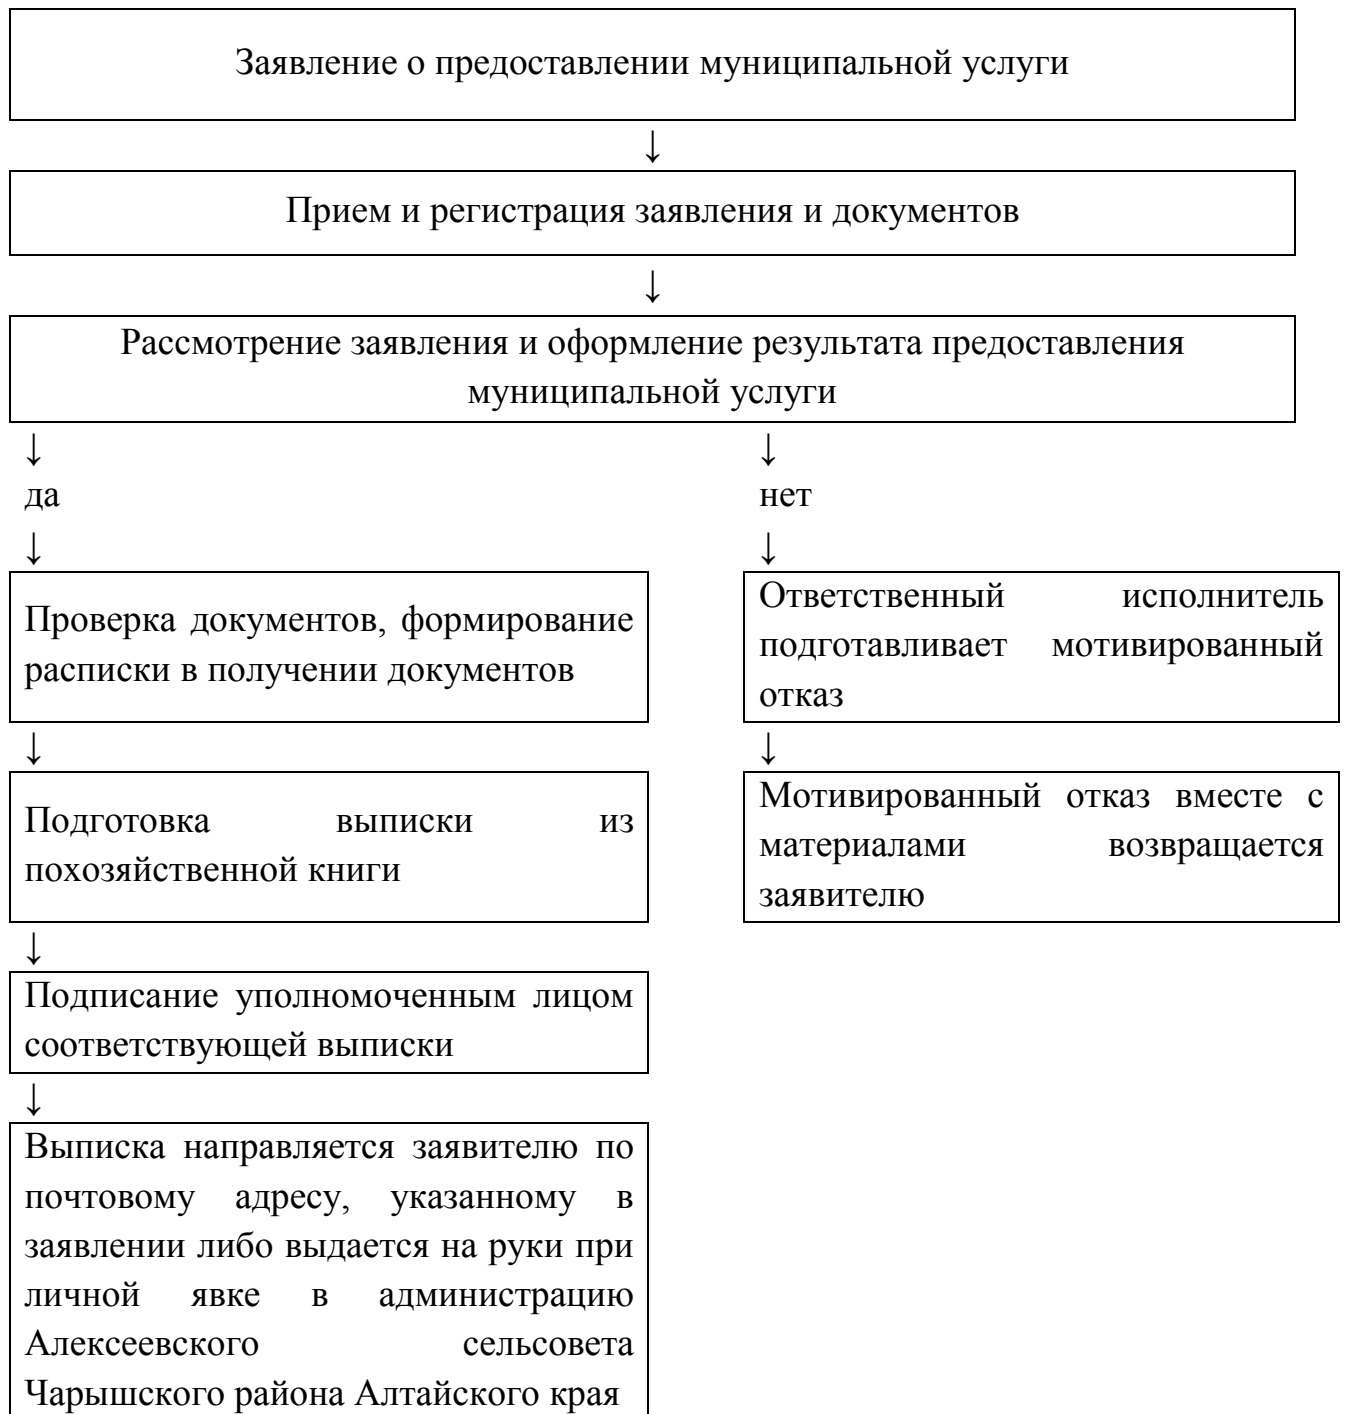 Заявление о предоставлении муниципальной услуги
↓
Прием и регистрация заявления и документов
↓
Рассмотрение заявления и оформление результата предоставления
муниципальной услуги
↓ ↓
да нет
↓ ↓
Проверка документов, формирование
расписки в получении документов
Ответственный исполнитель
подготавливает мотивированный
отказ
↓ ↓
Подготовка выписки из
похозяйственной книги
Мотивированный отказ вместе с
материалами возвращается
заявителю
↓
Подписание уполномоченным лицом
соответствующей выписки
↓
Выписка направляется заявителю по
почтовому адресу, указанному в
заявлении либо выдается на руки при
личной явке в администрацию
Алексеевского сельсовета
Чарышского района Алтайского края